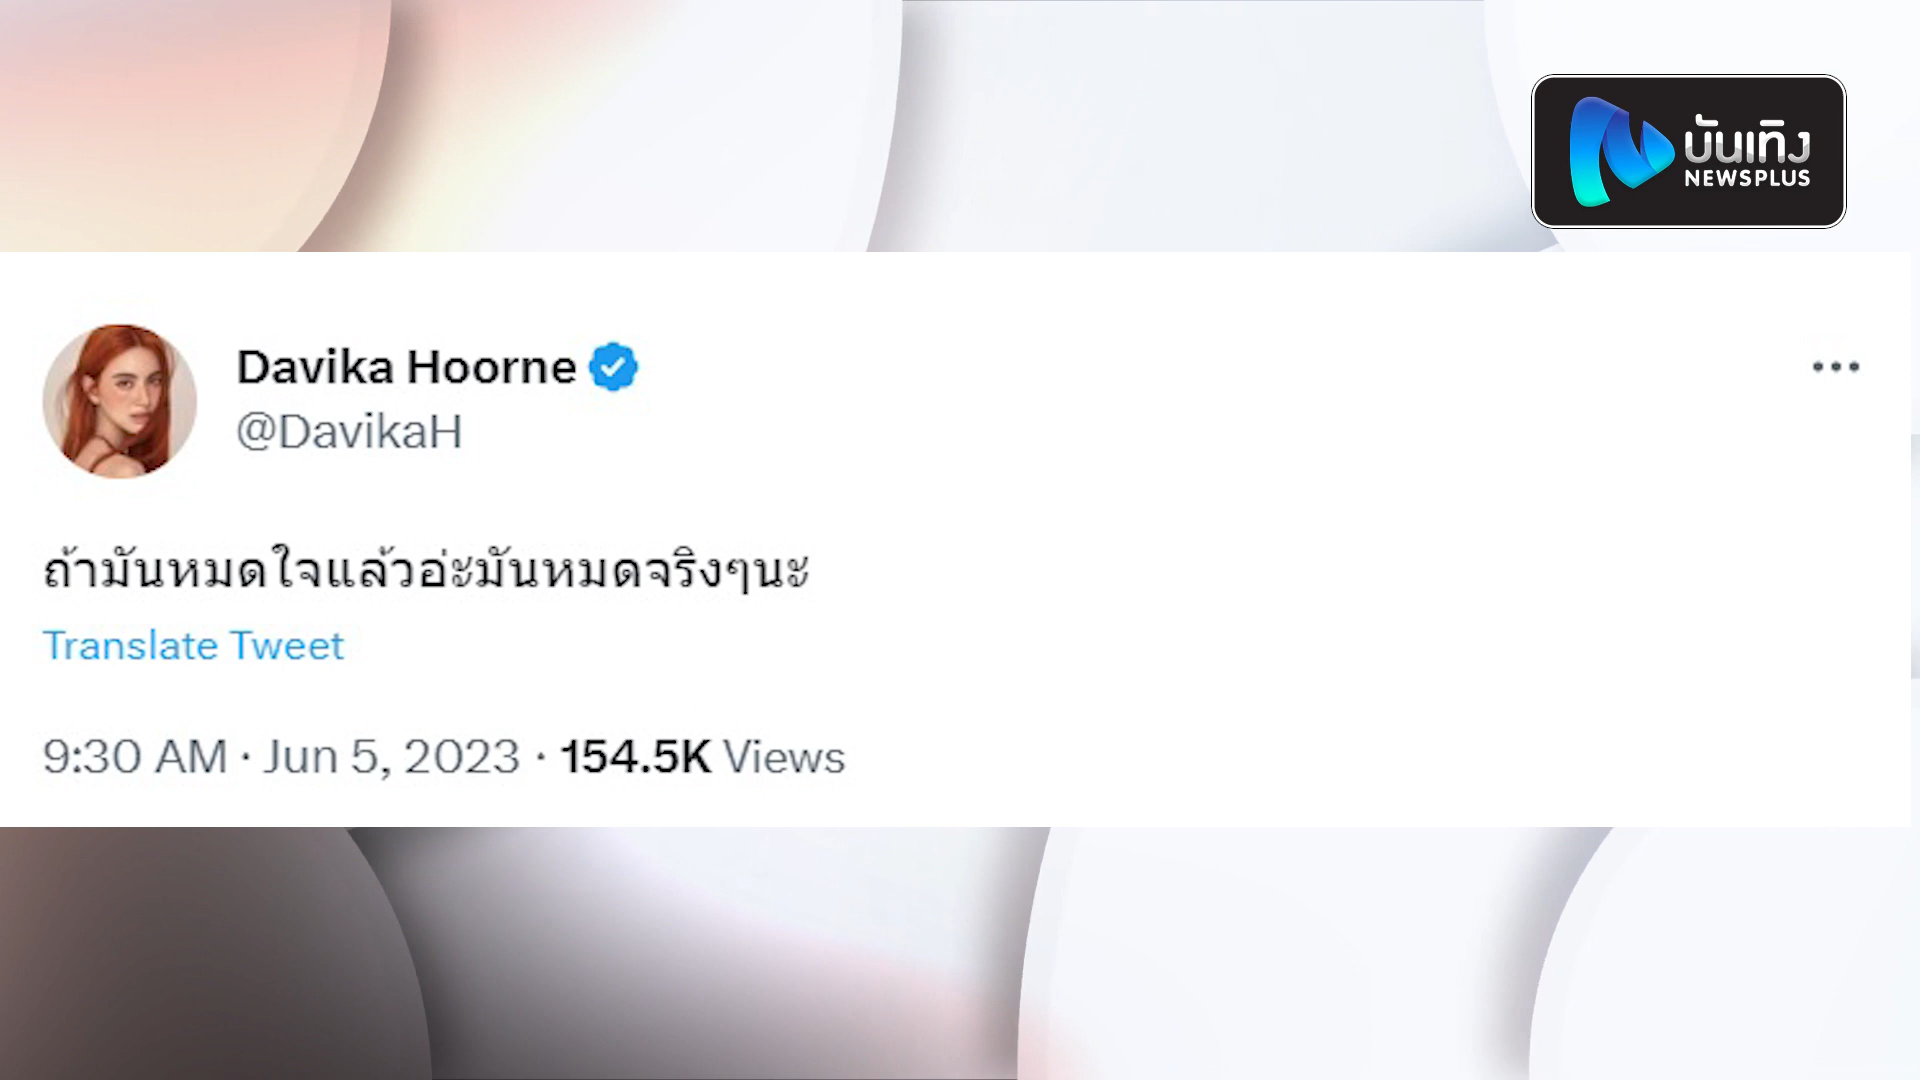 บันเทิง
NEWSPLUS
Davika Hoorne
@DavikaH
ถ้ามันหมดใจแล้วอ่ะมันหมดจริงๆนะ
Translate Tweet
9:30 AM · Jun 5, 2023 · 154.5K Views